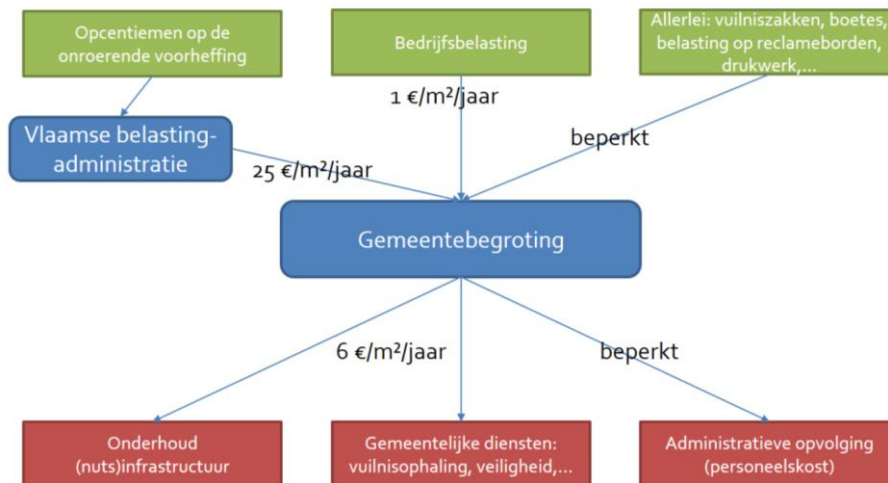 Opcentiemen op de
onroerende voorheffing
Bedrijfsbelasting
Allerlei: vuilniszakken, boetes,
belasting op reclameborden,
drukwerk,...
1 €/m²/jaar
Vlaamse belasting-
administratie
beperkt
25 €/m²/jaar
Gemeentebegroting
6 €/m²/jaar
beperkt
Onderhoud
(nuts)infrastructuur
Gemeentelijke diensten:
vuilnisophaling, veiligheid,...
Administratieve opvolging
(personeelskost)